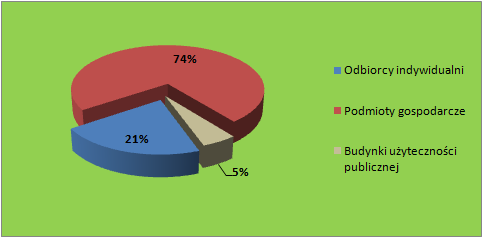 74%
21%
5%
Odbiorcy indywidualni
Podmioty gospodarcze
Budynki użyteczności
publicznej